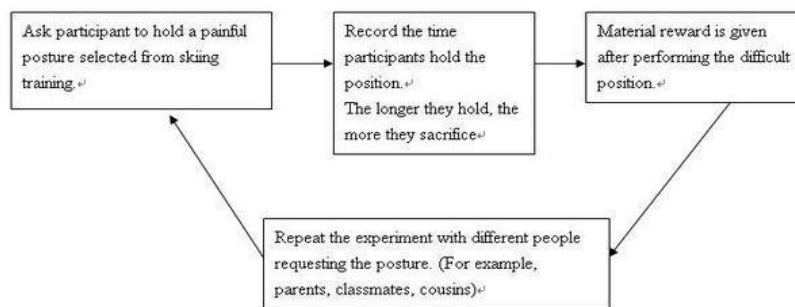 Ask participant to hold a painful
posture selected from skiing
training.↵
Record the time
participants hold the
position.↵
The longer they hold, the
more they sacrifice↵
Material reward is given
after performing the difficult
position.↵
Repeat the experiment with different people
requesting the posture. (For example,
parents, classmates, cousins)↵